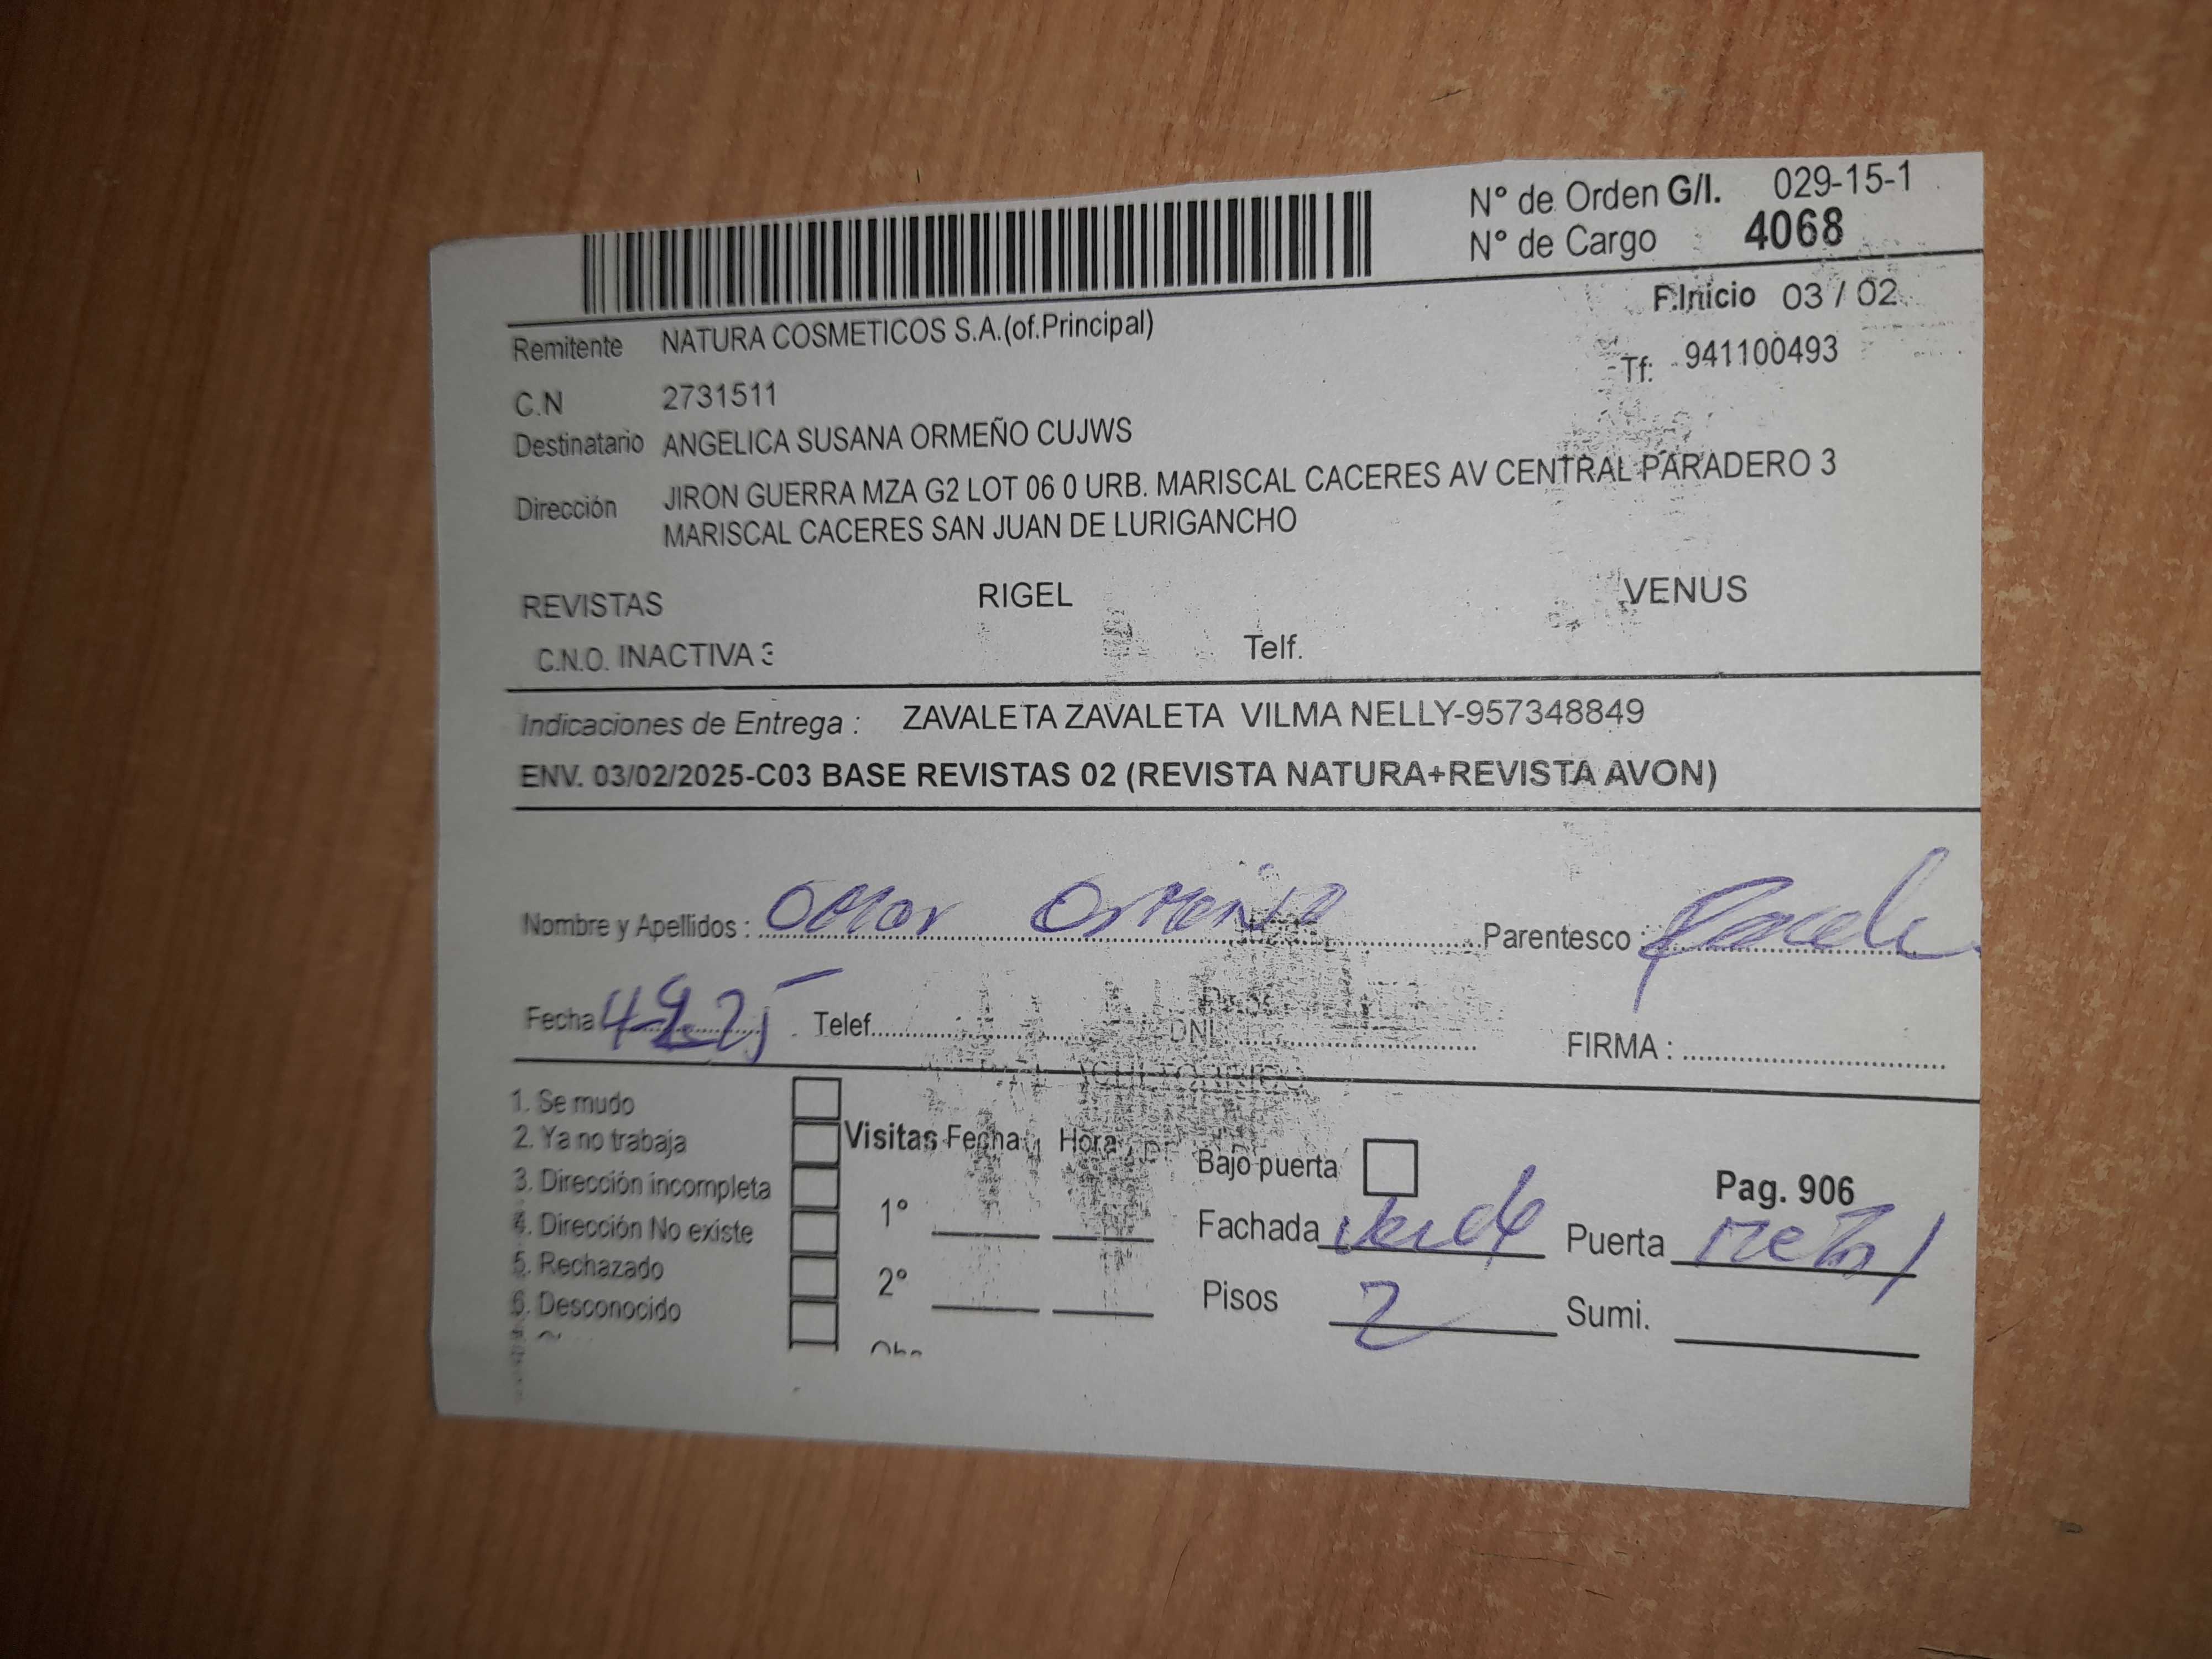 N° de Orden G/I. 029-15-1
N° de Cargo 4068
F.Inicio 03 / 02
Remitente NATURA COSMETICOS S.A.(of.Principal)
Tf: 941100493
C.N 2731511
Destinatario ANGELICA SUSANA ORMEÑO CUJWS
Dirección JIRON GUERRA MZA G2 LOT 06 0 URB. MARISCAL CACERES AV CENTRAL PARADERO 3
MARISCAL CACERES SAN JUAN DE LURIGANCHO
REVISTAS RIGEL VENUS
C.N.O. INACTIVA 3 Telf.
Indicaciones de Entrega : ZAVALETA ZAVALETA VILMA NELLY-957348849
ENV. 03/02/2025-C03 BASE REVISTAS 02 (REVISTA NATURA+REVISTA AVON)
Nombre y Apellidos : Omar Ormeño Parentesco :
Fecha 4 2 25 Telef. DNI FIRMA :
1. Se mudo
2. Ya no trabaja
3. Dirección incompleta
4. Dirección No existe
5. Rechazado
6. Desconocido
Visitas Fecha Hora
1°
2°
Bajo puerta
Pag. 906
Fachada Verde Puerta Metal
Pisos 2 Sumi.